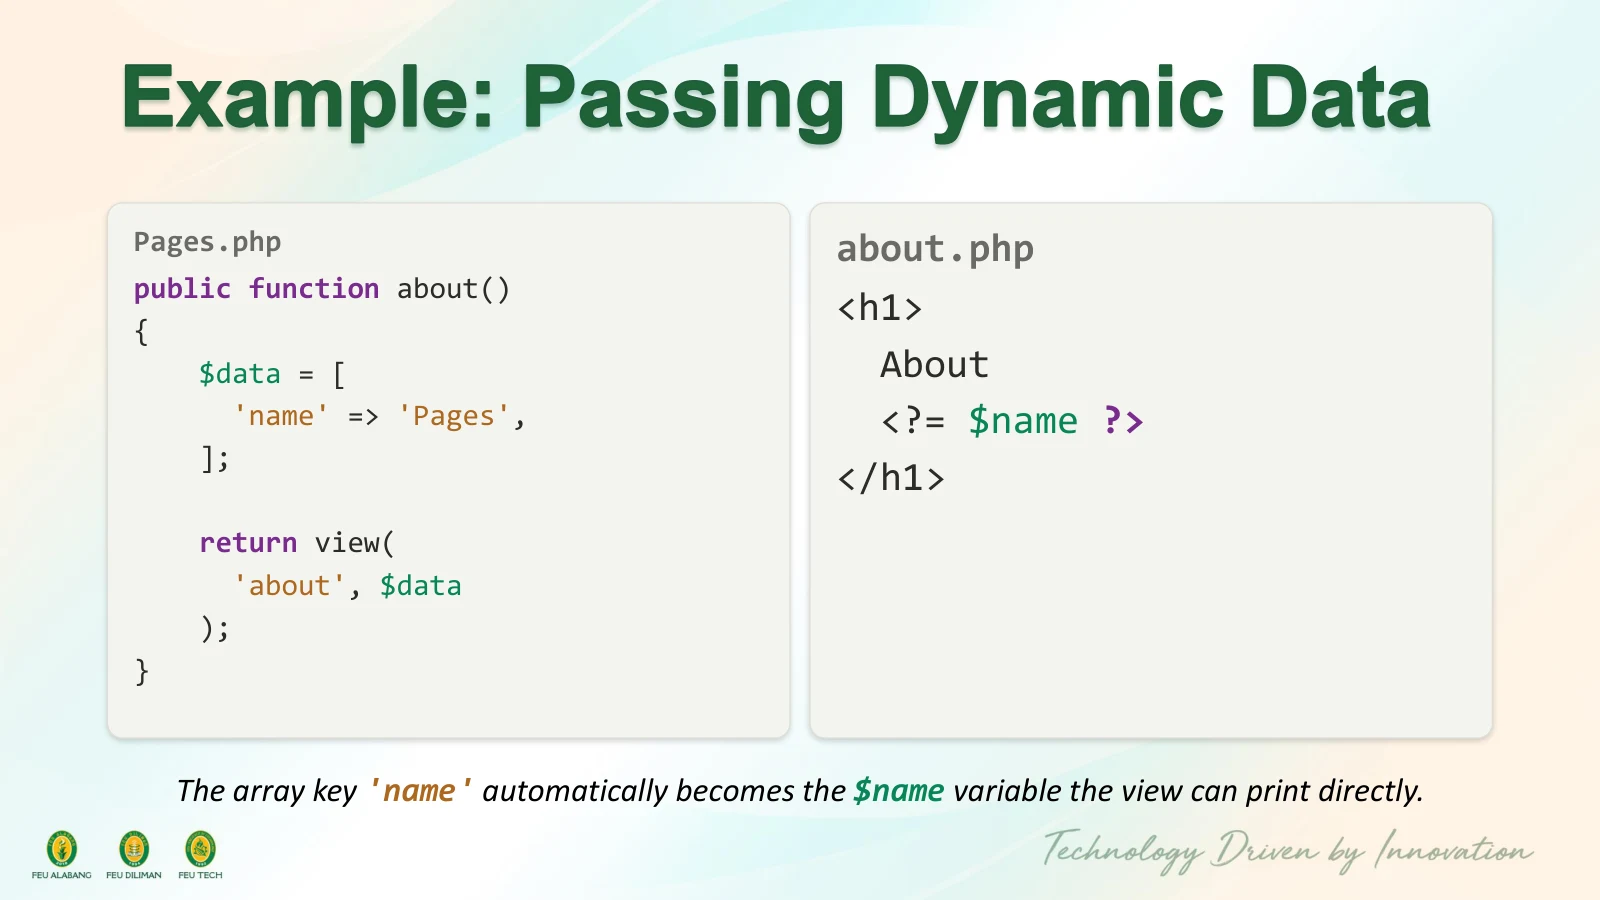 Example: Passing Dynamic Data
Pages.php
public function about()
{
    $data = [
      'name' => 'Pages',
    ];

    return view(
      'about', $data
    );
}
about.php
<h1>
  About
  <?= $name ?>
</h1>
The array key 'name' automatically becomes the $name variable the view can print directly.
FEU ALABANG
FEU DILIMAN
FEU TECH
Technology Driven by Innovation